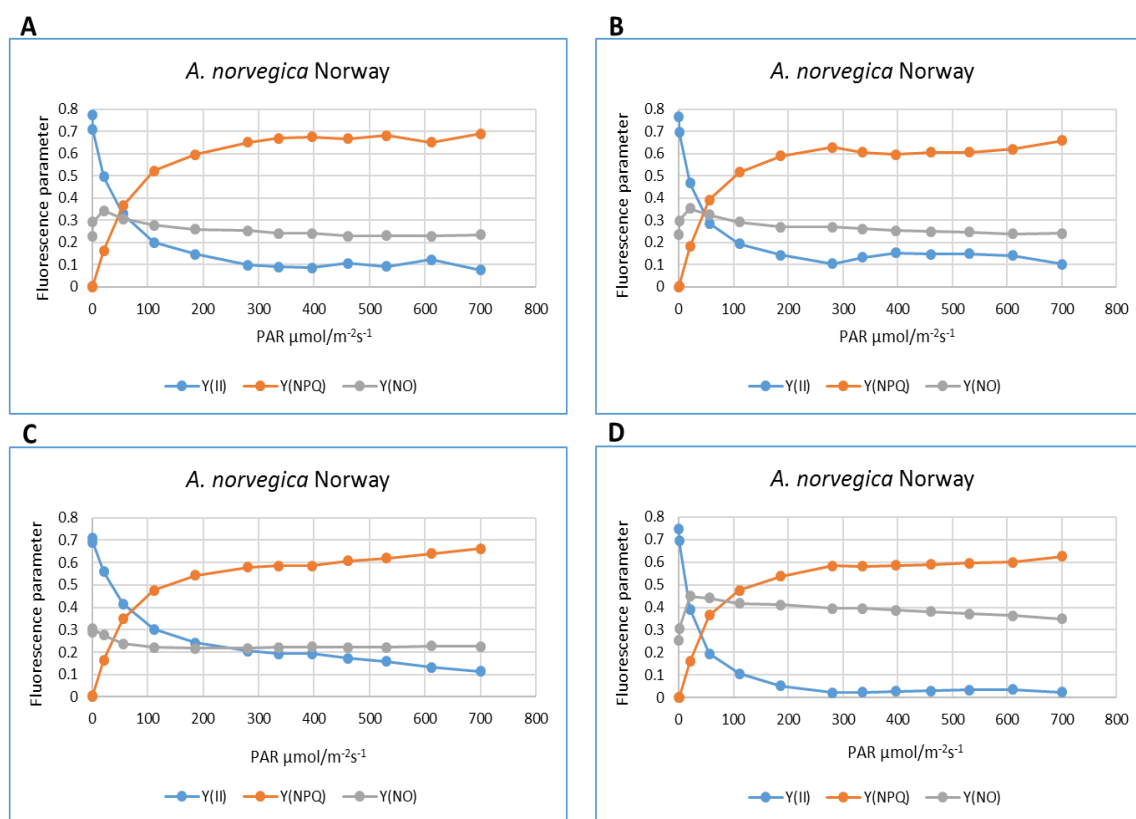 A
A. norvegica Norway
Fluorescence parameter
0.8
0.7
0.6
0.5
0.4
0.3
0.2
0.1
0
0 100 200 300 400 500 600 700 800
PAR µmol/m-2s-1
Y(II) Y(NPQ) Y(NO)
B
A. norvegica Norway
Fluorescence parameter
0.8
0.7
0.6
0.5
0.4
0.3
0.2
0.1
0
0 100 200 300 400 500 600 700 800
PAR µmol/m-2s-1
Y(II) Y(NPQ) Y(NO)
C
A. norvegica Norway
Fluorescence parameter
0.8
0.7
0.6
0.5
0.4
0.3
0.2
0.1
0
0 100 200 300 400 500 600 700 800
PAR µmol/m-2s-1
Y(II) Y(NPQ) Y(NO)
D
A. norvegica Norway
Fluorescence parameter
0.8
0.7
0.6
0.5
0.4
0.3
0.2
0.1
0
0 100 200 300 400 500 600 700 800
PAR µmol/m-2s-1
Y(II) Y(NPQ) Y(NO)